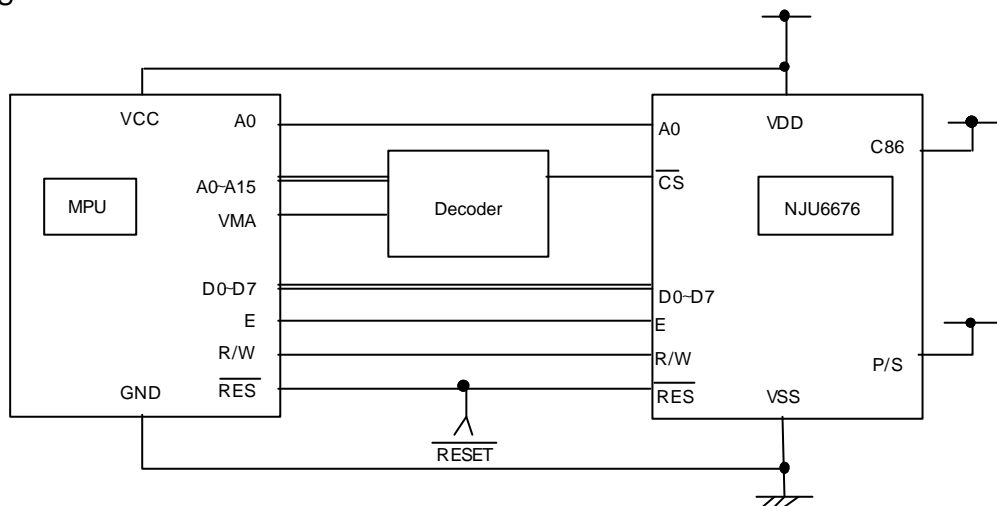 VCC
A0
A0~A15
MPU
VMA
D0~D7
E
R/W
GND
RES
Decoder
RESET
A0
VDD
C86
CS
NJU6676
D0~D7
E
R/W
P/S
RES
VSS